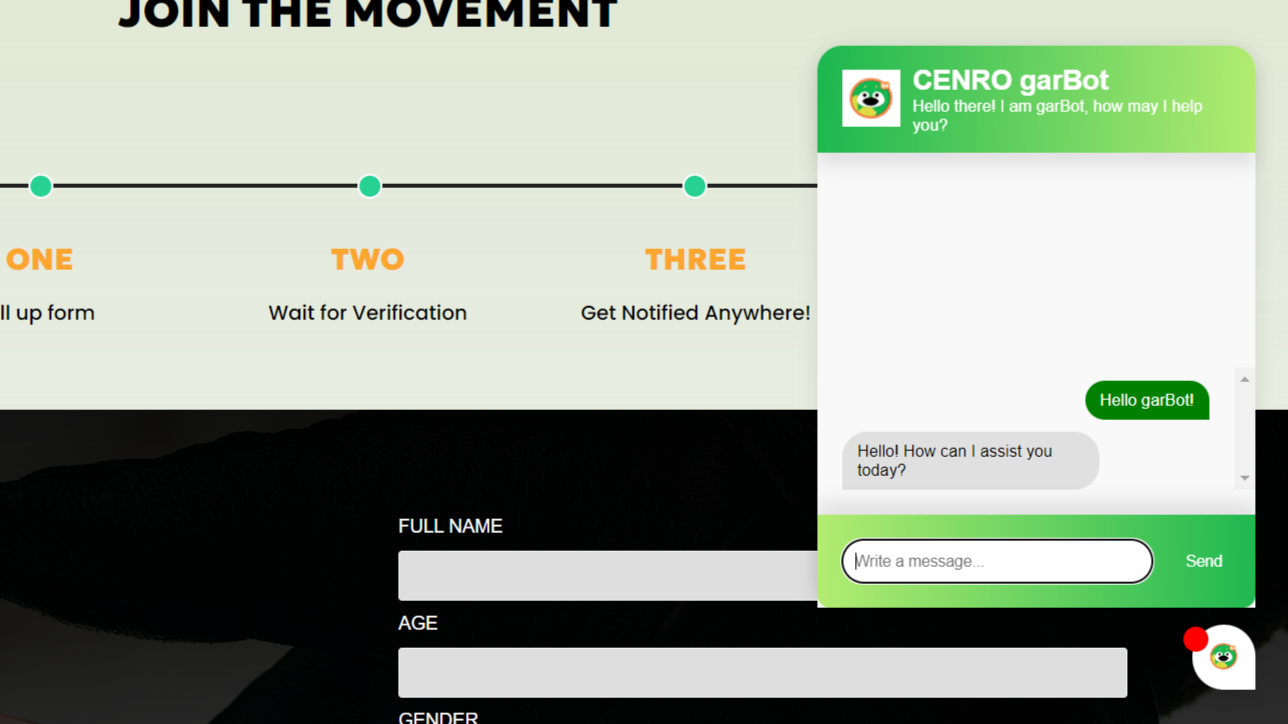 JOIN THE MOVEMENT
ONE
TWO
THREE
ll up form
Wait for Verification
Get Notified Anywhere!
CENRO garBot
Hello there! I am garBot, how may I help
you?
Hello garBot!
Hello! How can I assist you
today?
Write a message...
Send
FULL NAME
AGE
GENDER